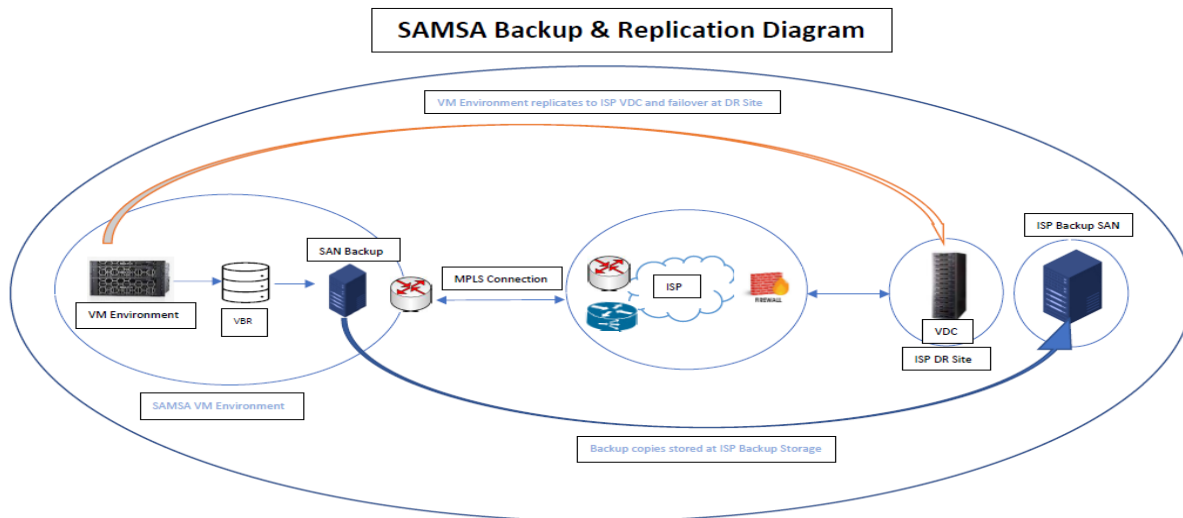 SAMSA Backup & Replication Diagram
VM Environment replicates to ISP VDC and failover at DR Site
ISP Backup SAN
SAN Backup
MPLS Connection
ISP
FIREWALL
VM Environment
VBR
VDC
ISP DR Site
SAMSA VM Environment
Backup copies stored at ISP Backup Storage